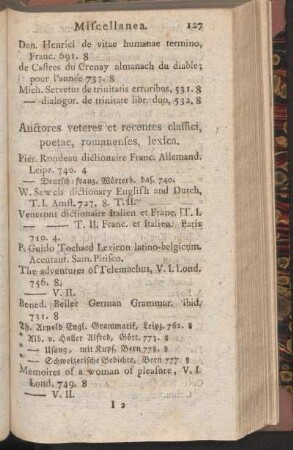 Miscellanea. 127
Dan. Henrici de vitae humanae termino,
Franc. 691. 8
de Castres du Crenay almanach du diable;
pour l'année 737. 8
Mich. Servetus de trinitatis erroribus, 531. 8
— dialogor. de trinitate libr. duo, 532, 8
Auctores veteres et recentes classici,
poetae, romanenses, lexica.
Pier. Rondeau dictionaire Franc. Allemand.
Leipz. 740. 4
— Deutsch-franz. Wörterb. das. 740.
W. Sewels dictionary English and Dutch,
T. I. Amst. 727. 8. T. II.
Veneroni dictionaire Italien et Franc. T. I.
— — T. II. Franc. et Italien. Paris
710. 4.
P. Guido Tochard Lexicon latino-belgicum.
Accurant. Sam. Pitisco.
The adventures of Telemachus, V. I. Lond.
756. 8.
— V. II.
Bened. Beiler German Grammar. ibid.
731. 8
Th. Arnold Engl. Grammatik, Leipz. 762. 8
* Alb. v. Haller Alfred, Gött. 773. 8
* — Usong, mit Kupf. Bern 778. 8
* — Schweizerische Gedichte, Bern 777. 8
Memoires of a woman of pleasure, V. I.
Lond. 749. 8
— V. II.
I 2